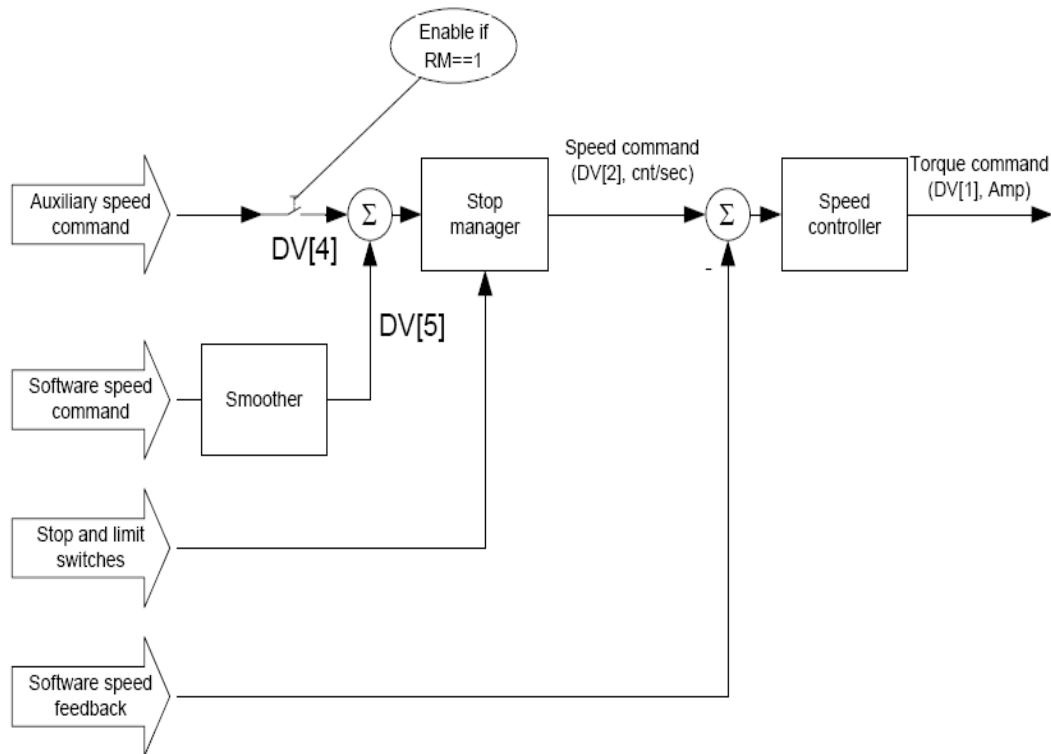 Enable if
RM==1
Speed command
(DV[2], cnt/sec)
Torque command
(DV[1], Amp)
Auxiliary speed
command
Σ
Stop
manager
Σ
Speed
controller
DV[4]
-
DV[5]
Software speed
command
Smoother
Stop and limit
switches
Software speed
feedback